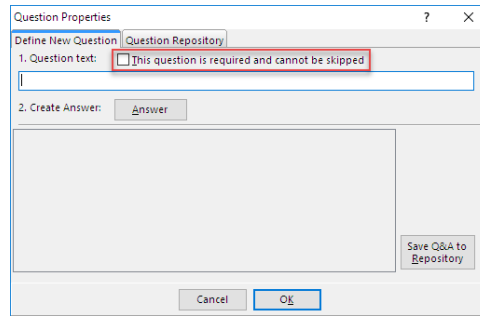 Question Properties ? X
Define New Question Question Repository
1. Question text: This question is required and cannot be skipped
2. Create Answer: Answer
Save Q&A to
Repository
Cancel OK